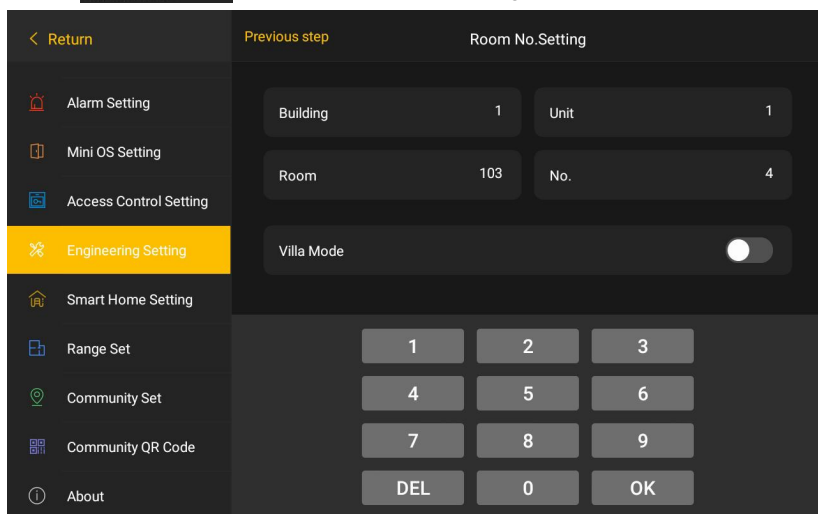 Return
Previous step
Room No.Setting
Alarm Setting
Mini OS Setting
Access Control Setting
Engineering Setting
Smart Home Setting
Range Set
Community Set
Community QR Code
About
Building 1
Unit 1
Room 103
No. 4
Villa Mode
1 2 3
4 5 6
7 8 9
DEL 0 OK